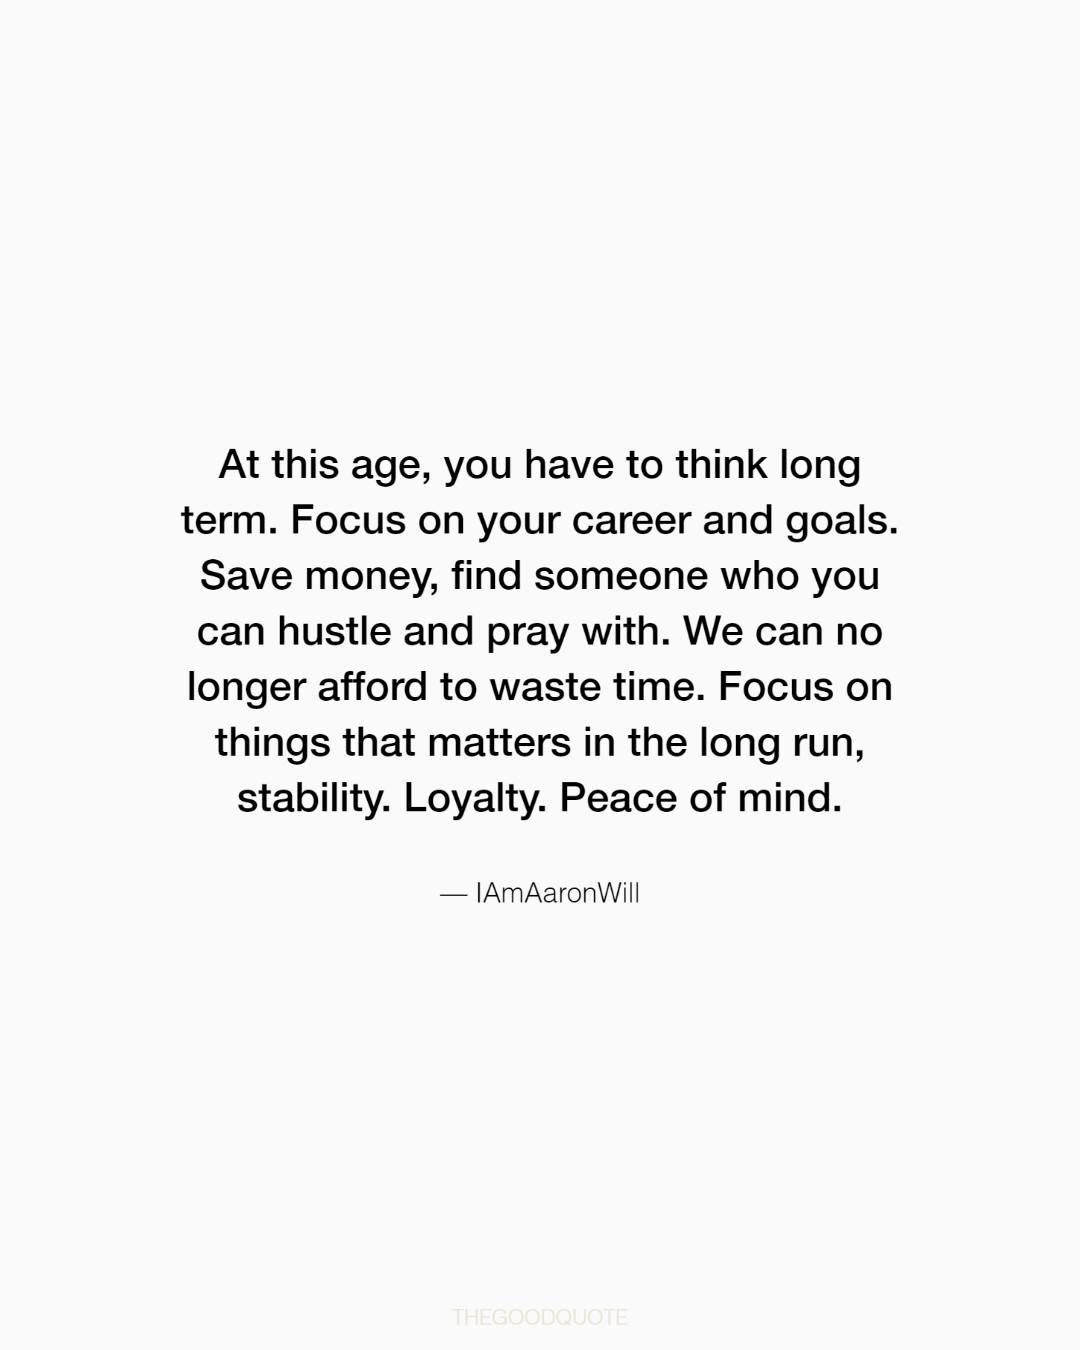 At this age, you have to think long
term. Focus on your career and goals.
Save money, find someone who you
can hustle and pray with. We can no
longer afford to waste time. Focus on
things that matters in the long run,
stability. Loyalty. Peace of mind.
— IAmAaronWill
THEGOODQUOTE